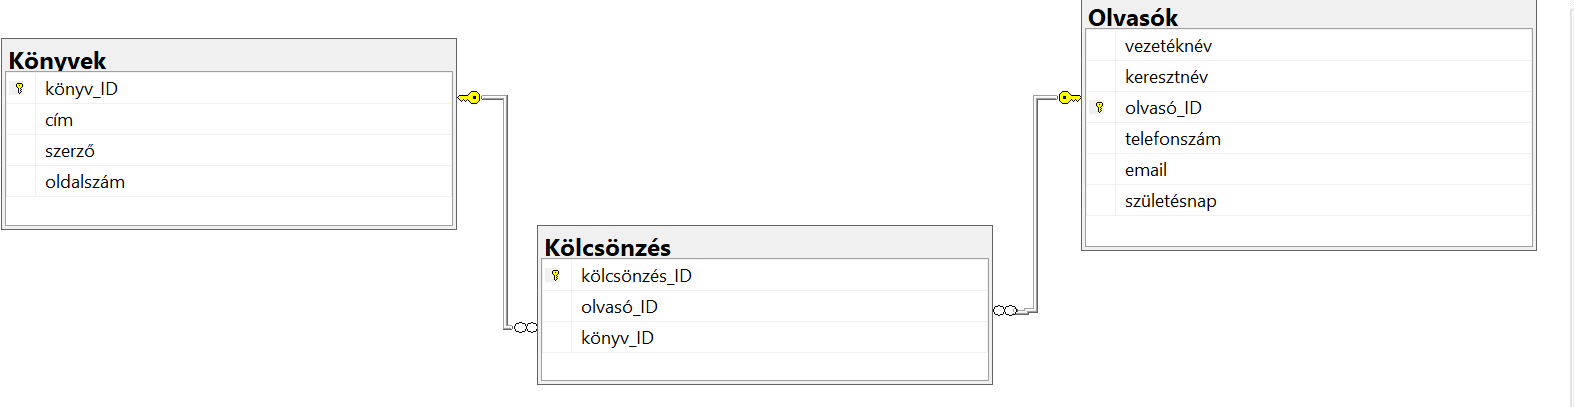 Könyvek
könyv_ID
cím
szerző
oldalszám
Kölcsönzés
kölcsönzés_ID
olvasó_ID
könyv_ID
Olvasók
vezetéknév
keresztnév
olvasó_ID
telefonszám
email
születésnap